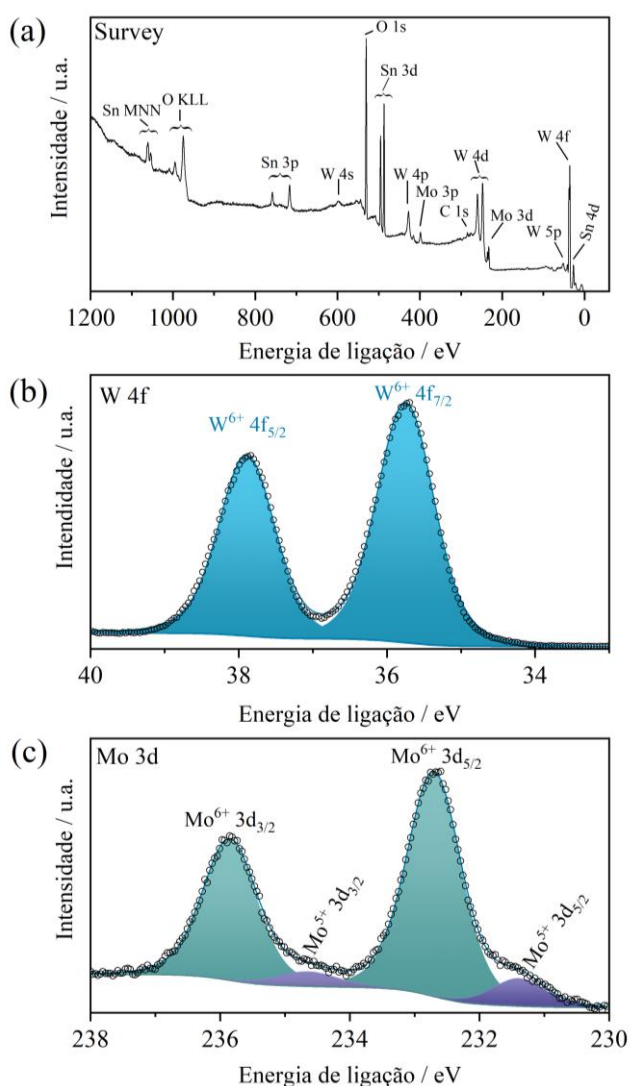 (a)
Survey
O 1s
Sn 3d
O KLL
Sn MNN
Sn 3p
W 4s
W 4p
Mo 3p
C 1s
W 4d
Mo 3d
W 5p
W 4f
Sn 4d
Intensidade / u.a.
1200 1000 800 600 400 200 0
Energia de ligação / eV
(b)
W 4f
W⁶⁺ 4f₅/₂
W⁶⁺ 4f₇/₂
Intendidade / u.a.
40 38 36 34
Energia de ligação / eV
(c)
Mo 3d
Mo⁶⁺ 3d₃/₂
Mo⁵⁺ 3d₃/₂
Mo⁶⁺ 3d₅/₂
Mo⁵⁺ 3d₅/₂
Intensidade / u.a.
238 236 234 232 230
Energia de ligação / eV